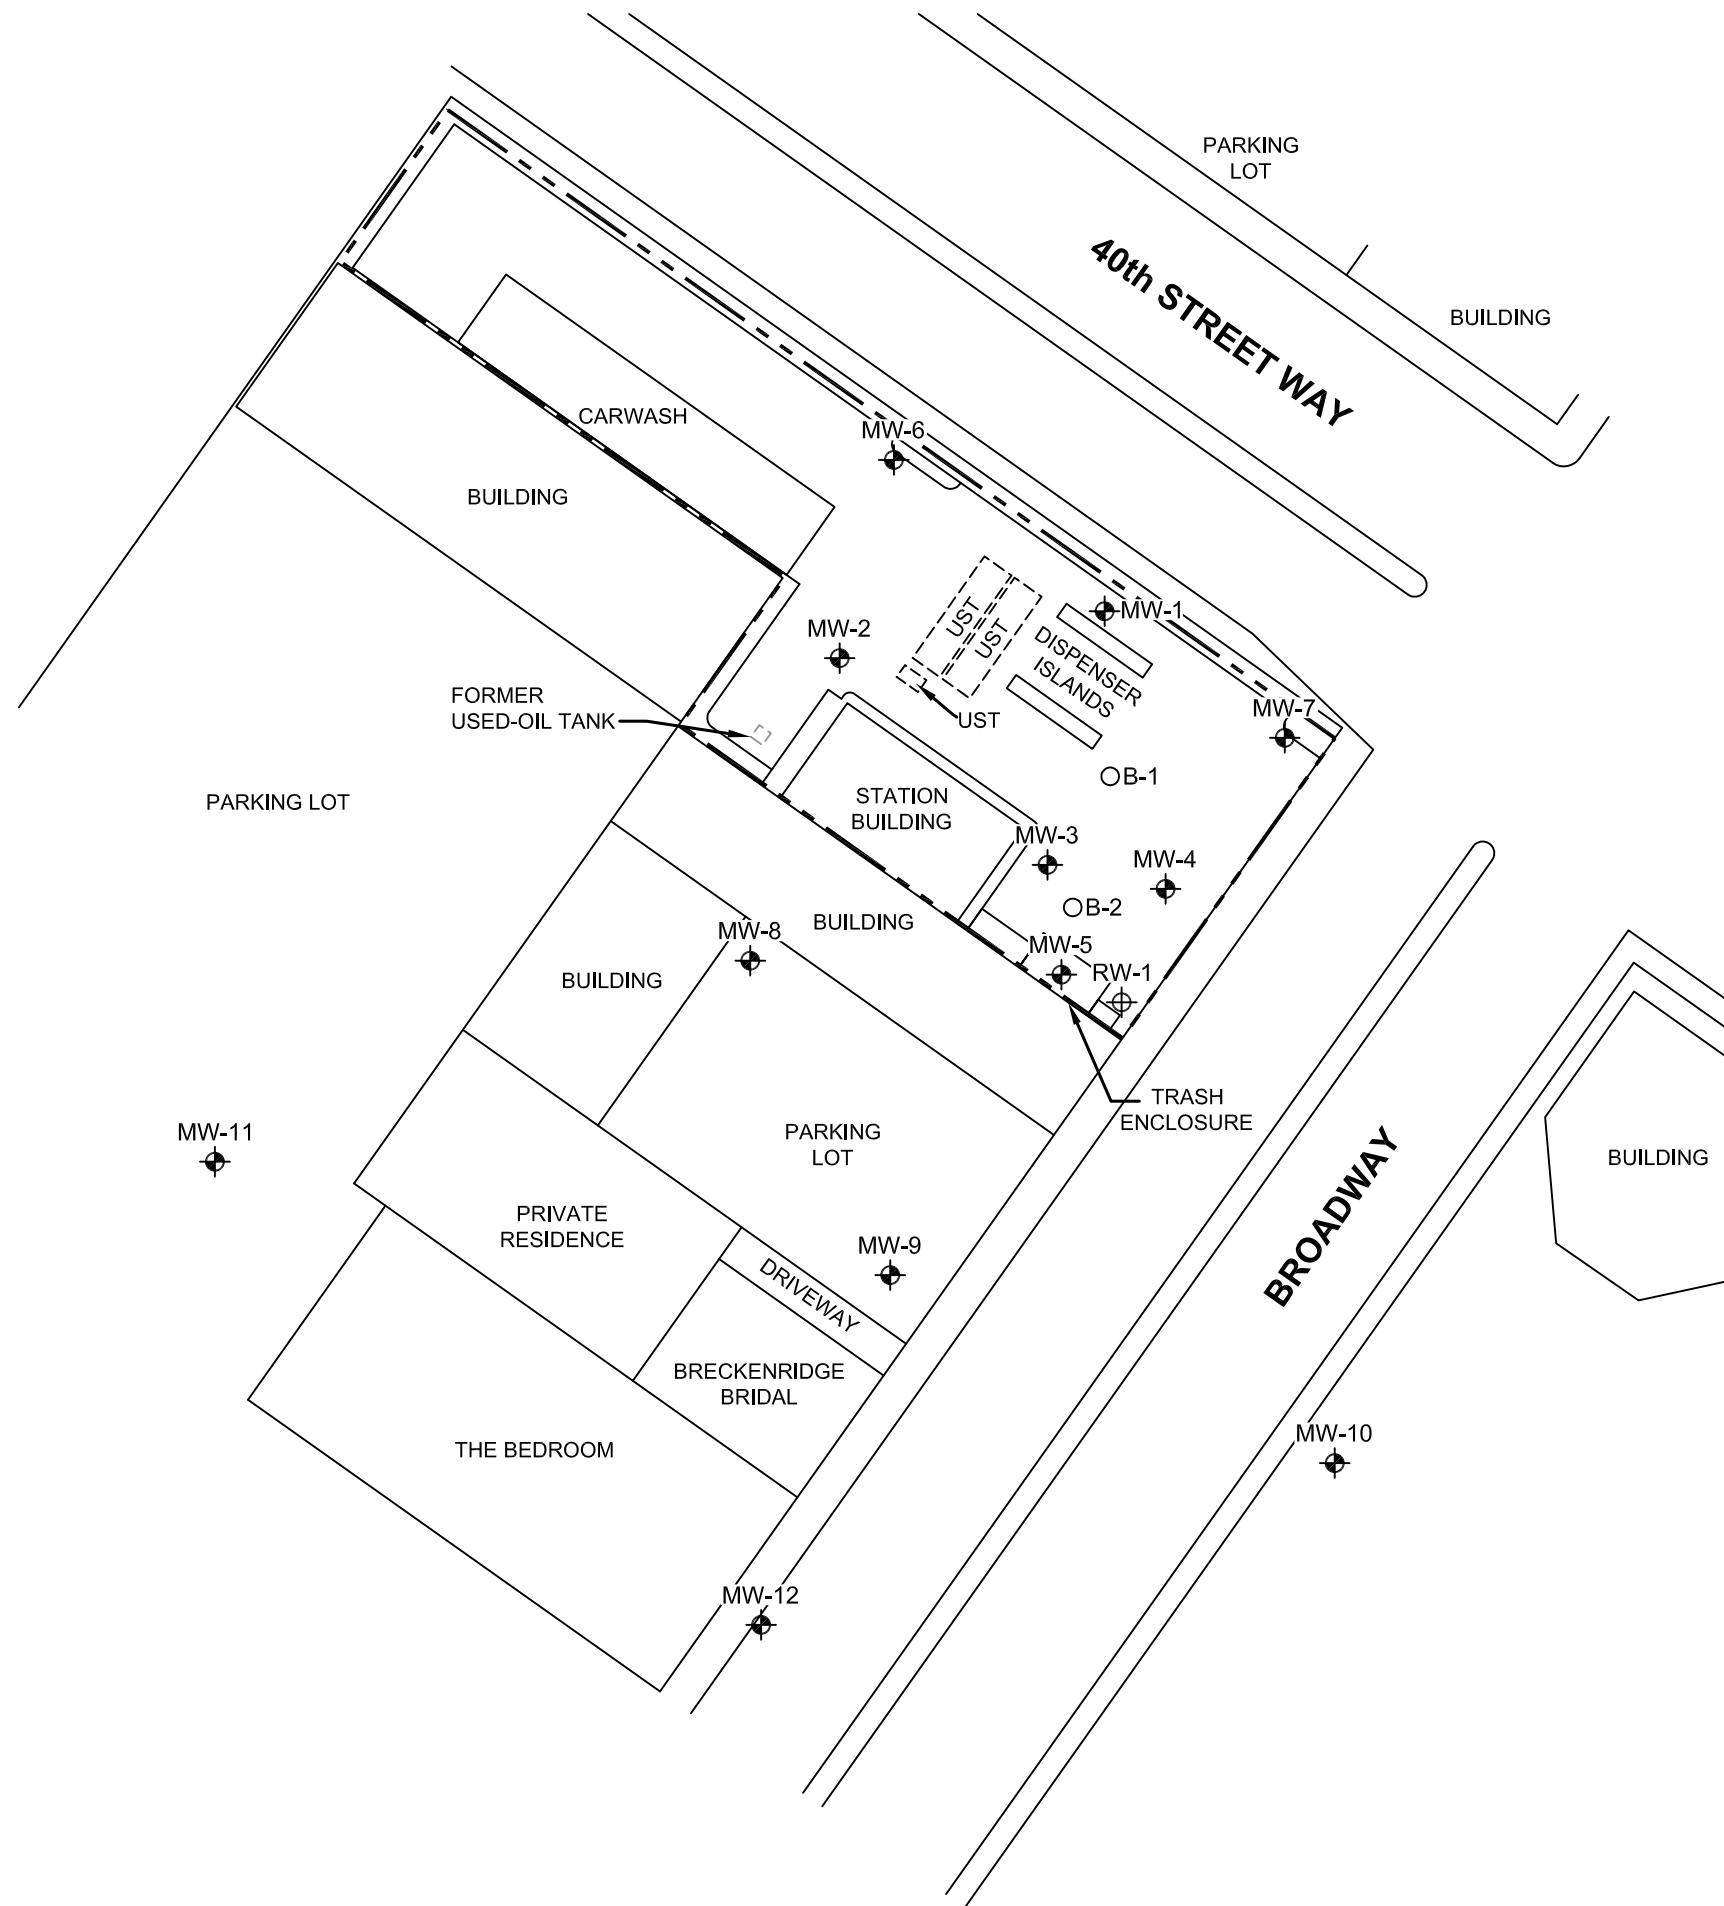 PARKING
LOT
40th STREET WAY
BUILDING
CARWASH
MW-6
BUILDING
UST
UST
MW-1
DISPENSER
ISLANDS
MW-2
FORMER
USED-OIL TANK
UST
MW-7
B-1
PARKING LOT
STATION
BUILDING
MW-3
MW-4
B-2
BUILDING
MW-8
MW-5
RW-1
BUILDING
TRASH
ENCLOSURE
MW-11
PARKING
LOT
BROADWAY
BUILDING
PRIVATE
RESIDENCE
MW-9
DRIVEWAY
BRECKENRIDGE
BRIDAL
THE BEDROOM
MW-10
MW-12